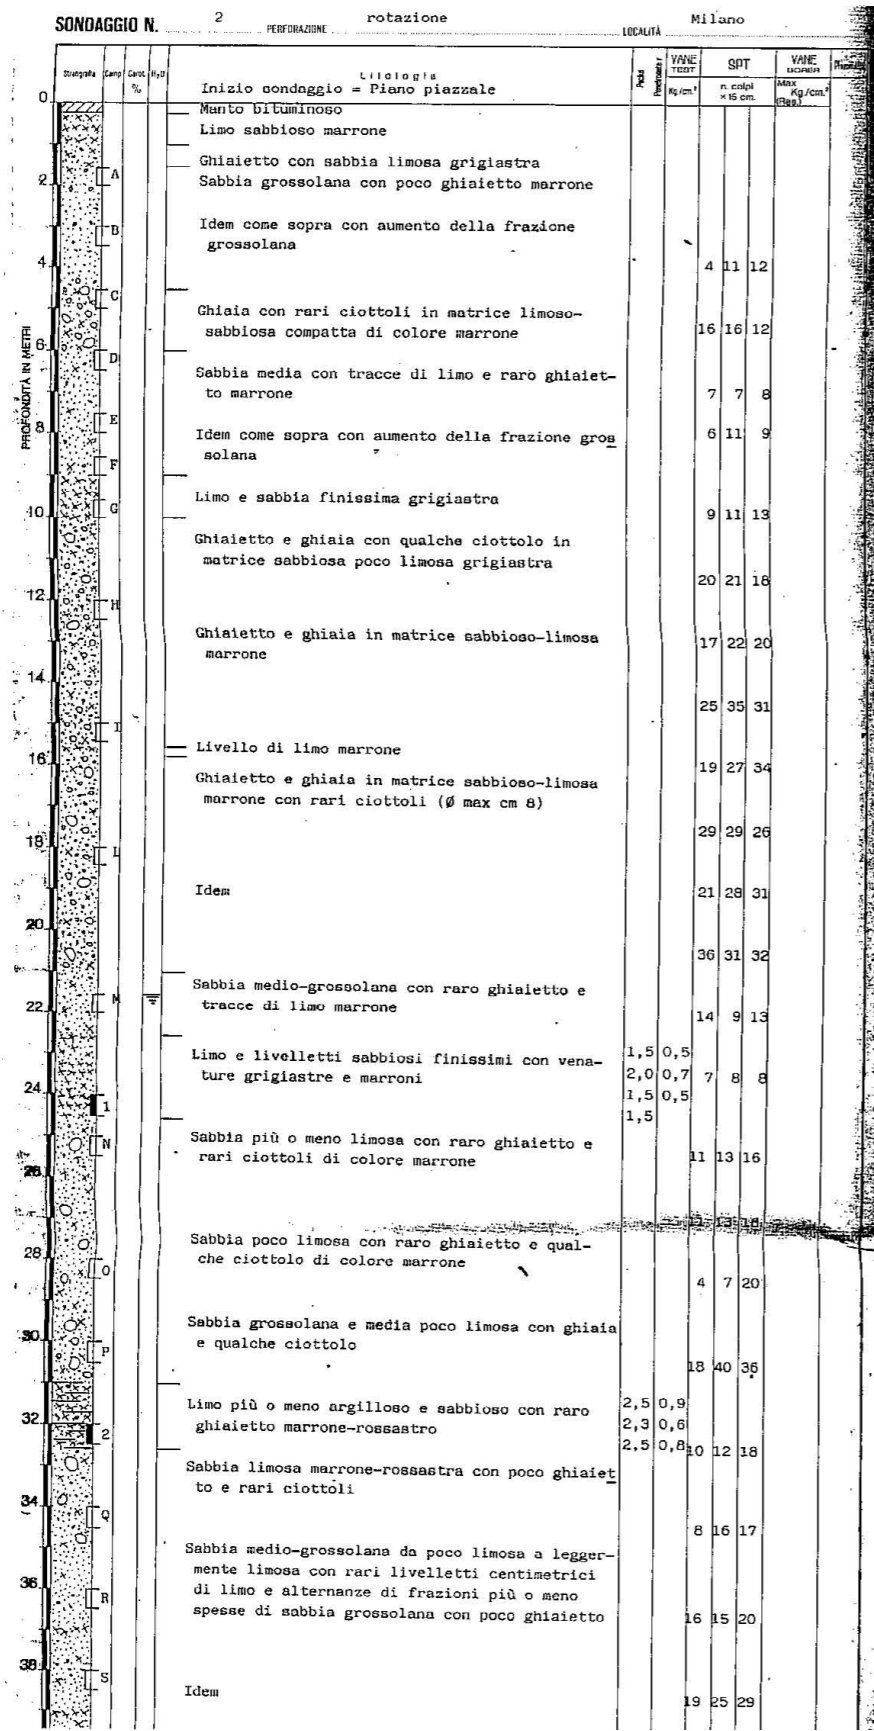 2 rotazione Milano
SONDAGGIO N. PERFORAZIONE LOCALITÀ
Stratigrafia Camp. Carot. % H₂O Litologia Pocket Penetrometer VANE TEST Kg/cm.² SPT n. colpi × 15 cm. VANE Max Kg/cm.² (Res.)
PROFONDITÀ IN METRI
0 Inizio sondaggio = Piano piazzale
Manto bituminoso
Limo sabbioso marrone
Ghiaietto con sabbia limosa grigiastra
2 A Sabbia grossolana con poco ghiaietto marrone
B Idem come sopra con aumento della frazione
grossolana
4 4 11 12
C
Ghiaia con rari ciottoli in matrice limoso-
sabbiosa compatta di colore marrone 16 16 12
6 D
Sabbia media con tracce di limo e raro ghiaiet-
to marrone 7 7 8
E
8 Idem come sopra con aumento della frazione gros 6 11 9
solana
F
Limo e sabbia finissima grigiastra
10 G 9 11 13
Ghiaietto e ghiaia con qualche ciottolo in
matrice sabbiosa poco limosa grigiastra
20 21 18
12 H
Ghiaietto e ghiaia in matrice sabbioso-limosa 17 22 20
marrone
14
25 35 31
I
Livello di limo marrone
16 19 27 34
Ghiaietto e ghiaia in matrice sabbioso-limosa
marrone con rari ciottoli (Ø max cm 8)
29 29 26
18 L
Idem 21 28 31
20
36 31 32
Sabbia medio-grossolana con raro ghiaietto e
M tracce di limo marrone
22 14 9 13
Limo e livelletti sabbiosi finissimi con vena- 1,5 0,5
ture grigiastre e marroni 2,0 0,7 7 8 8
24 1,5 0,5
1 1,5
Sabbia più o meno limosa con raro ghiaietto e
N rari ciottoli di colore marrone 11 13 16
26
Sabbia poco limosa con raro ghiaietto e qual-
28 che ciottolo di colore marrone
O 4 7 20
Sabbia grossolana e media poco limosa con ghiaia
30 e qualche ciottolo
P 18 40 36
Limo più o meno argilloso e sabbioso con raro 2,5 0,9
32 ghiaietto marrone-rossastro 2,3 0,6
2 2,5 0,8 10 12 18
Sabbia limosa marrone-rossastra con poco ghiaiet
to e rari ciottoli
34
Q 8 16 17
Sabbia medio-grossolana da poco limosa a legger-
mente limosa con rari livelletti centimetrici
36 di limo e alternanze di frazioni più o meno
R spesse di sabbia grossolana con poco ghiaietto 16 15 20
38
S Idem 19 25 29